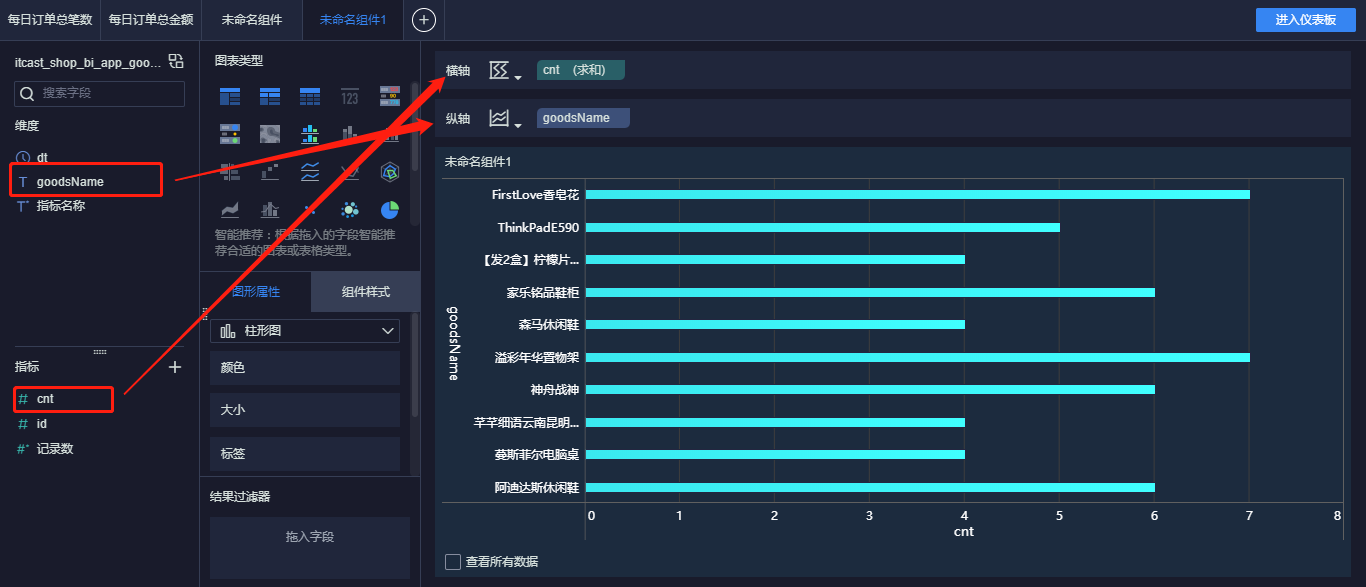 每日订单总笔数
每日订单总金额
未命名组件
未命名组件1
进入仪表板
itcast_shop_bi_app_goo...
搜索字段
维度
dt
T goodsName
T* 指标名称
指标
# cnt
# id
#* 记录数
图表类型
123
智能推荐：根据拖入的字段智能推
荐合适的图表或表格类型。
图形属性
组件样式
柱形图
颜色
大小
标签
结果过滤器
拖入字段
横轴
cnt (求和)
纵轴
goodsName
未命名组件1
goodsName
FirstLove香皂花
ThinkPadE590
【发2盒】柠檬片...
家乐铭品鞋柜
森马休闲鞋
溢彩年华置物架
神舟战神
芊芊细语云南昆明...
蔓斯菲尔电脑桌
阿迪达斯休闲鞋
0 1 2 3 4 5 6 7 8
cnt
查看所有数据